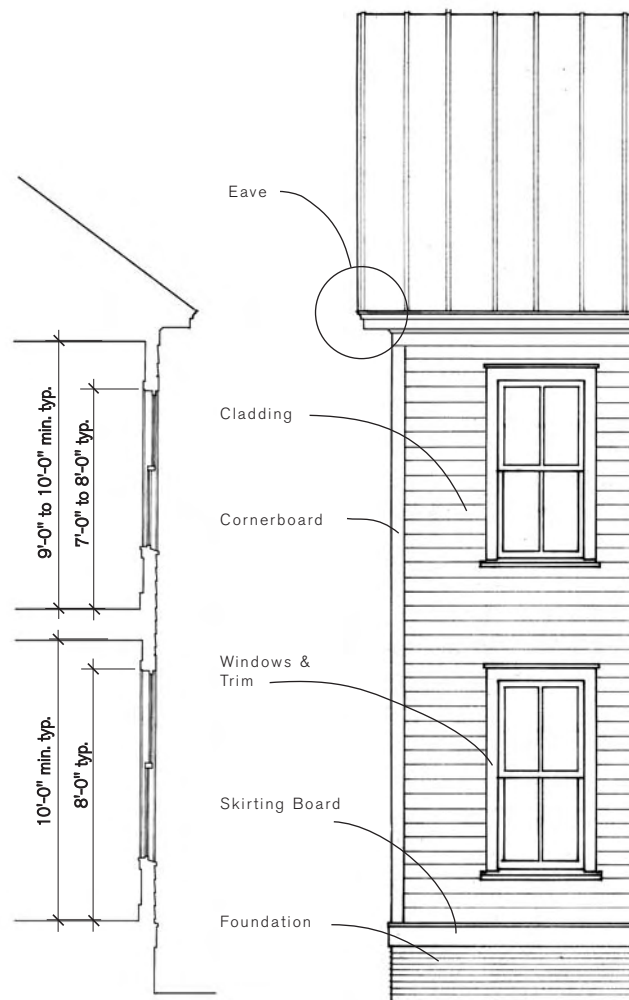 Eave
Cladding
Cornerboard
Windows &
Trim
Skirting Board
Foundation
9'-0" to 10'-0" min. typ.
7'-0" to 8'-0" typ.
10'-0" min. typ.
8'-0" typ.